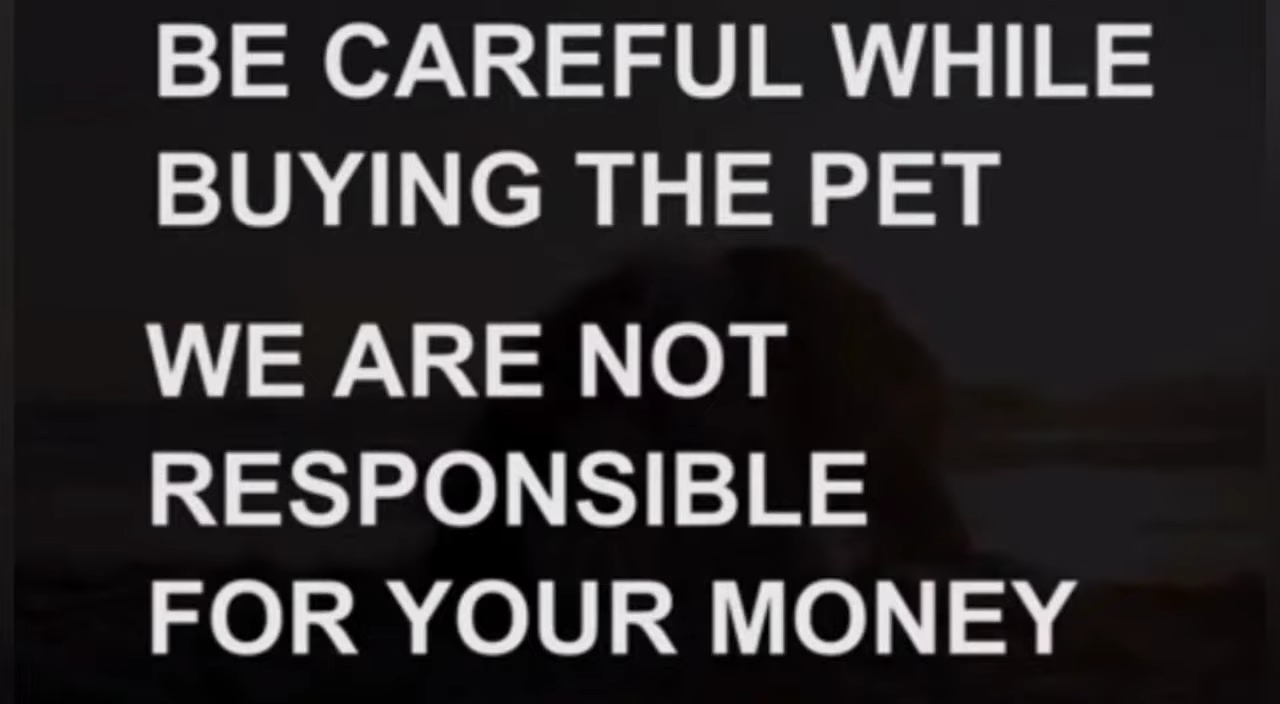 BE CAREFUL WHILE
BUYING THE PET
WE ARE NOT
RESPONSIBLE
FOR YOUR MONEY